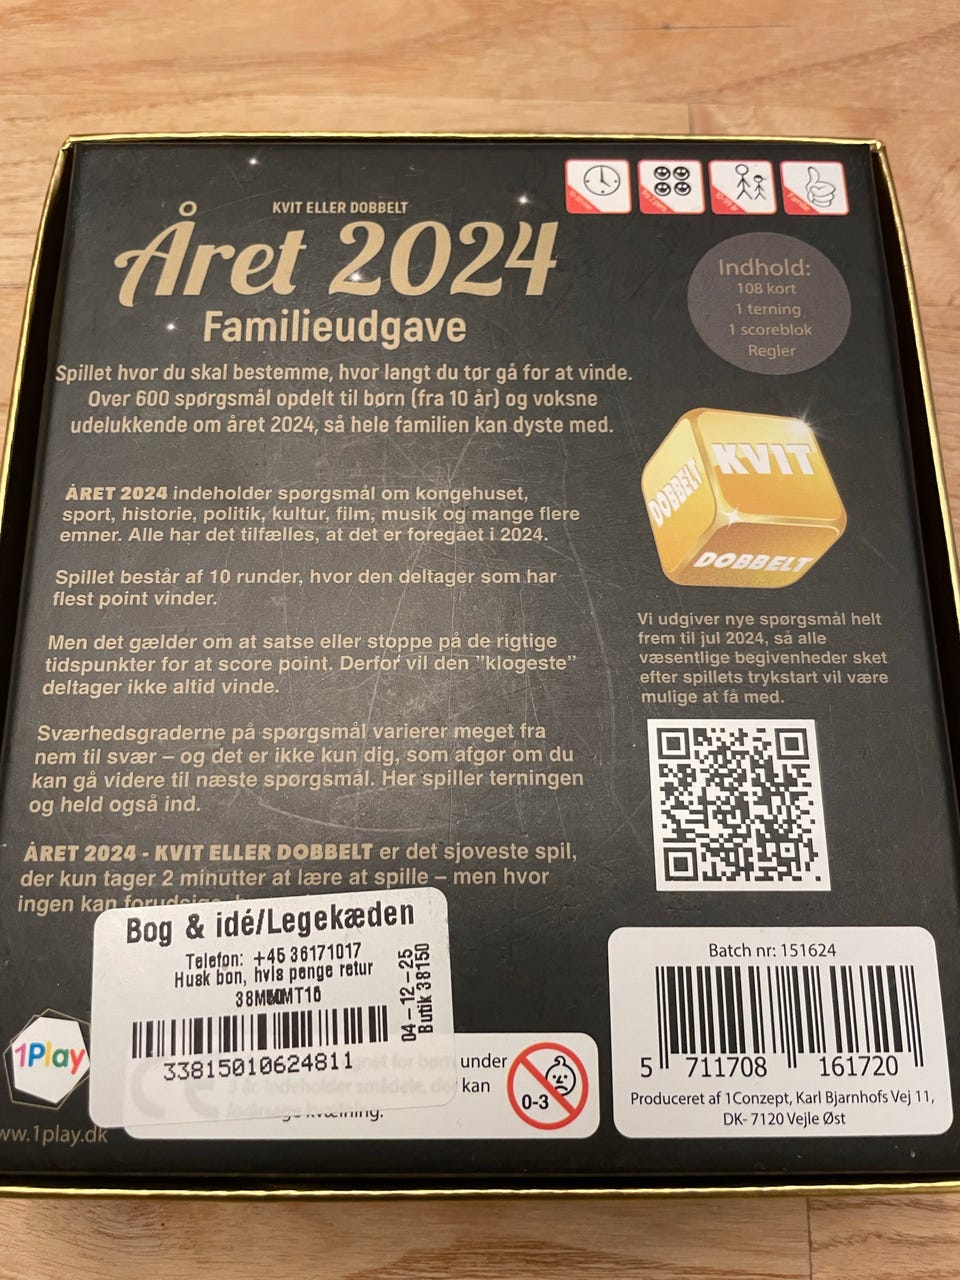 KVIT ELLER DOBBELT
Året 2024
Familieudgave
Spillet hvor du skal bestemme, hvor langt du tør gå for at vinde.
Over 600 spørgsmål opdelt til børn (fra 10 år) og voksne
udelukkende om året 2024, så hele familien kan dyste med.
Indhold:
108 kort
1 terning
1 scoreblok
Regler
KVIT
DOBBELT
DOBBELT
ÅRET 2024 indeholder spørgsmål om kongehuset,
sport, historie, politik, kultur, film, musik og mange flere
emner. Alle har det tilfælles, at det er foregået i 2024.
Spillet består af 10 runder, hvor den deltager som har
flest point vinder.
Men det gælder om at satse eller stoppe på de rigtige
tidspunkter for at score point. Derfor vil den ”klogeste”
deltager ikke altid vinde.
Sværhedsgraderne på spørgsmål varierer meget fra
nem til svær – og det er ikke kun dig, som afgør om du
kan gå videre til næste spørgsmål. Her spiller terningen
og held også ind.
ÅRET 2024 - KVIT ELLER DOBBELT er det sjoveste spil,
der kun tager 2 minutter at lære at spille – men hvor
ingen kan forudsige
Vi udgiver nye spørgsmål helt
frem til jul 2024, så alle
væsentlige begivenheder sket
efter spillets trykstart vil være
mulige at få med.
Bog & idé/Legekæden
Telefon: +45 36171017
Husk bon, hvis penge retur
04-12-25
Butik 38150
33815010624811
1Play
www.1play.dk
CE
under
3 år. Indeholder smådele, der kan
kvælning.
0-3
Batch nr: 151624
5 711708 161720
Produceret af 1Conzept, Karl Bjarnhofs Vej 11,
DK- 7120 Vejle Øst